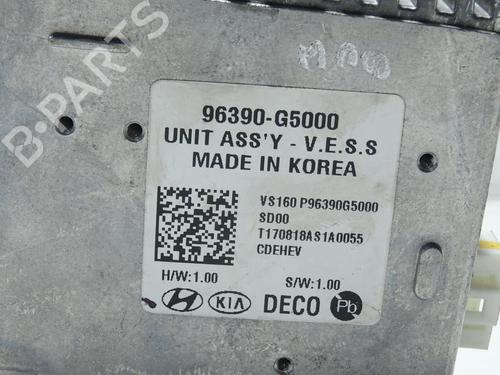 96390-G5000
UNIT ASS'Y - V.E.S.S
MADE IN KOREA
VS160 P96390G5000
SD00
T170818AS1A0055
CDEHEV
H/W:1.00 S/W:1.00
KIA DECO Pb